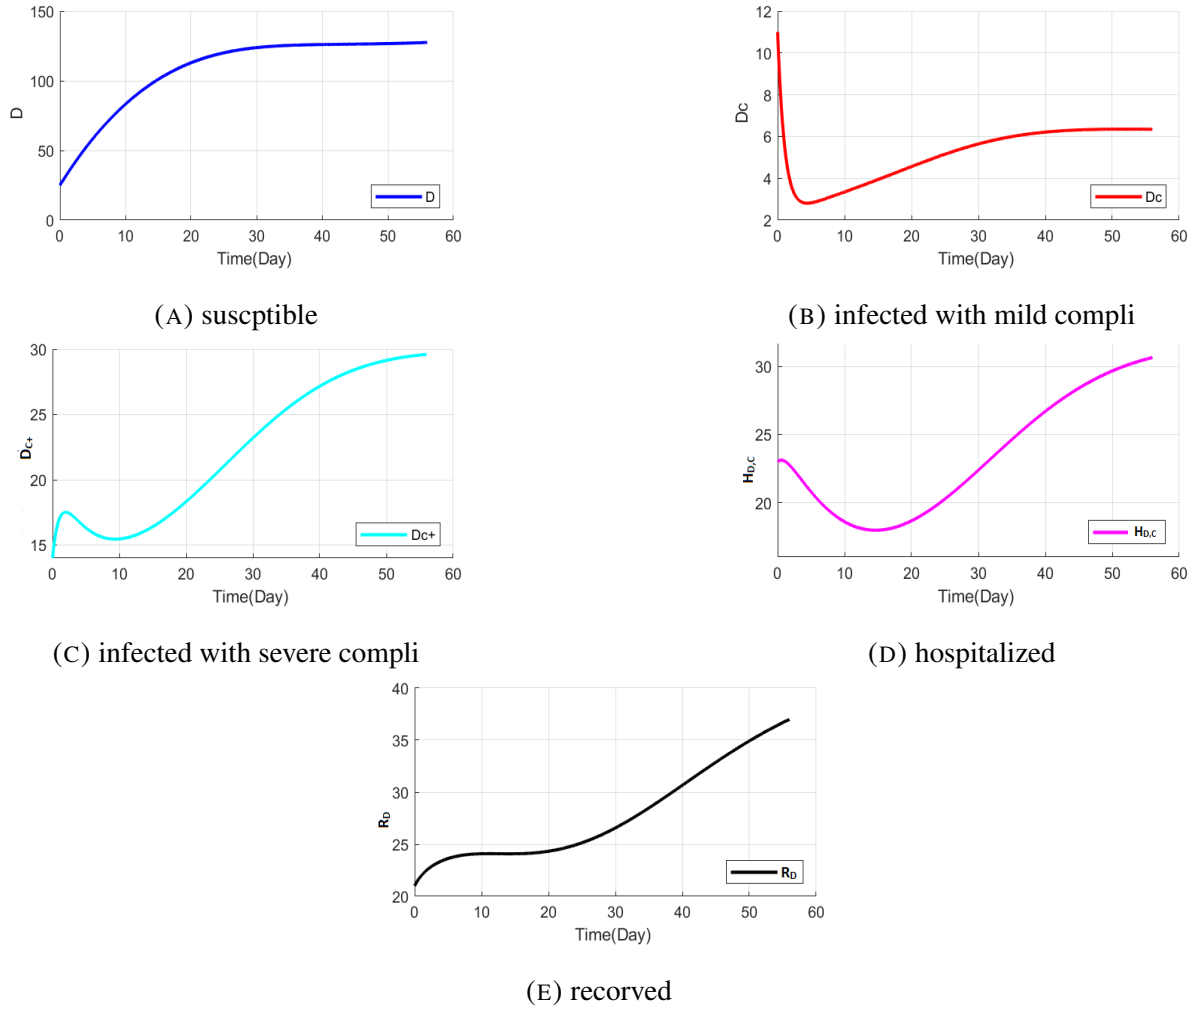 150
100
50
0
D
0 10 20 30 40 50 60
Time(Day)
D
(A) suscptible
12
10
8
6
4
2
Dc
0 10 20 30 40 50 60
Time(Day)
Dc
(B) infected with mild compli
30
25
20
15
DC+
0 10 20 30 40 50 60
Time(Day)
Dc+
(C) infected with severe compli
30
25
20
HD,C
0 10 20 30 40 50 60
Time(Day)
HD,C
(D) hospitalized
40
35
30
25
20
RD
0 10 20 30 40 50 60
Time(Day)
RD
(E) recorved